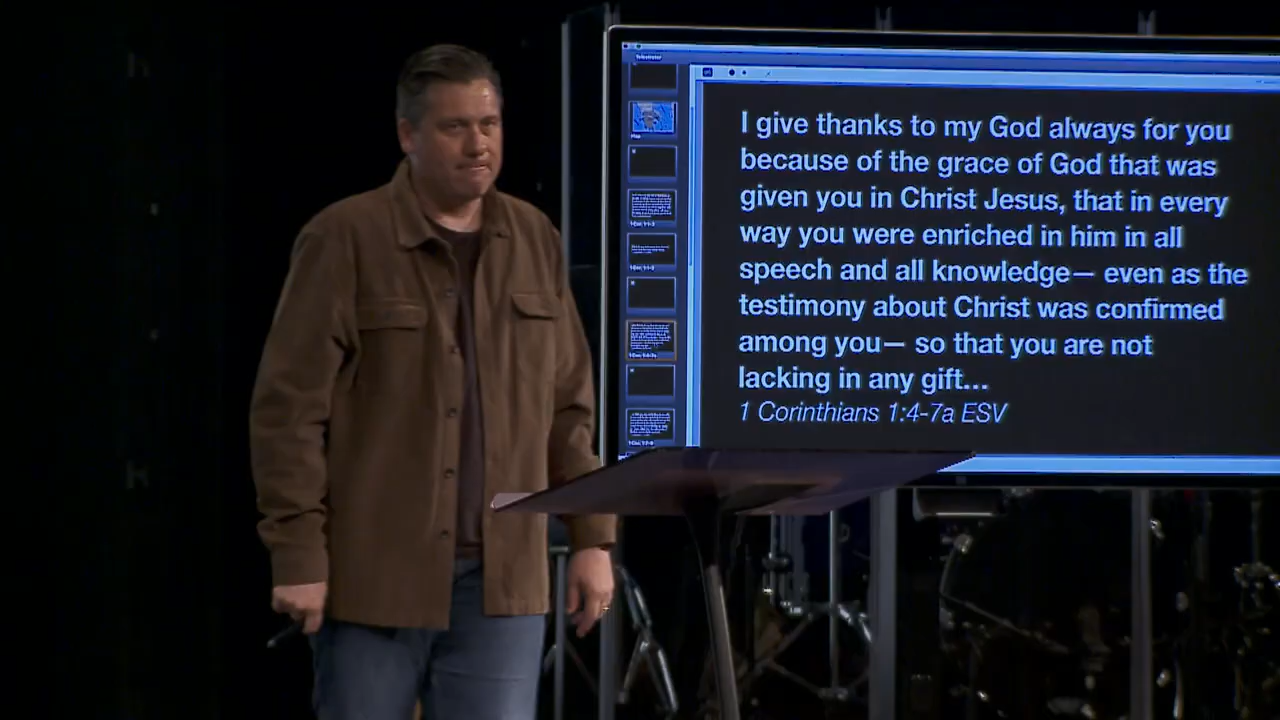 Telestrator
I give thanks to my God always for you
because of the grace of God that was
given you in Christ Jesus, that in every
way you were enriched in him in all
speech and all knowledge— even as the
testimony about Christ was confirmed
among you— so that you are not
lacking in any gift…
1 Corinthians 1:4-7a ESV